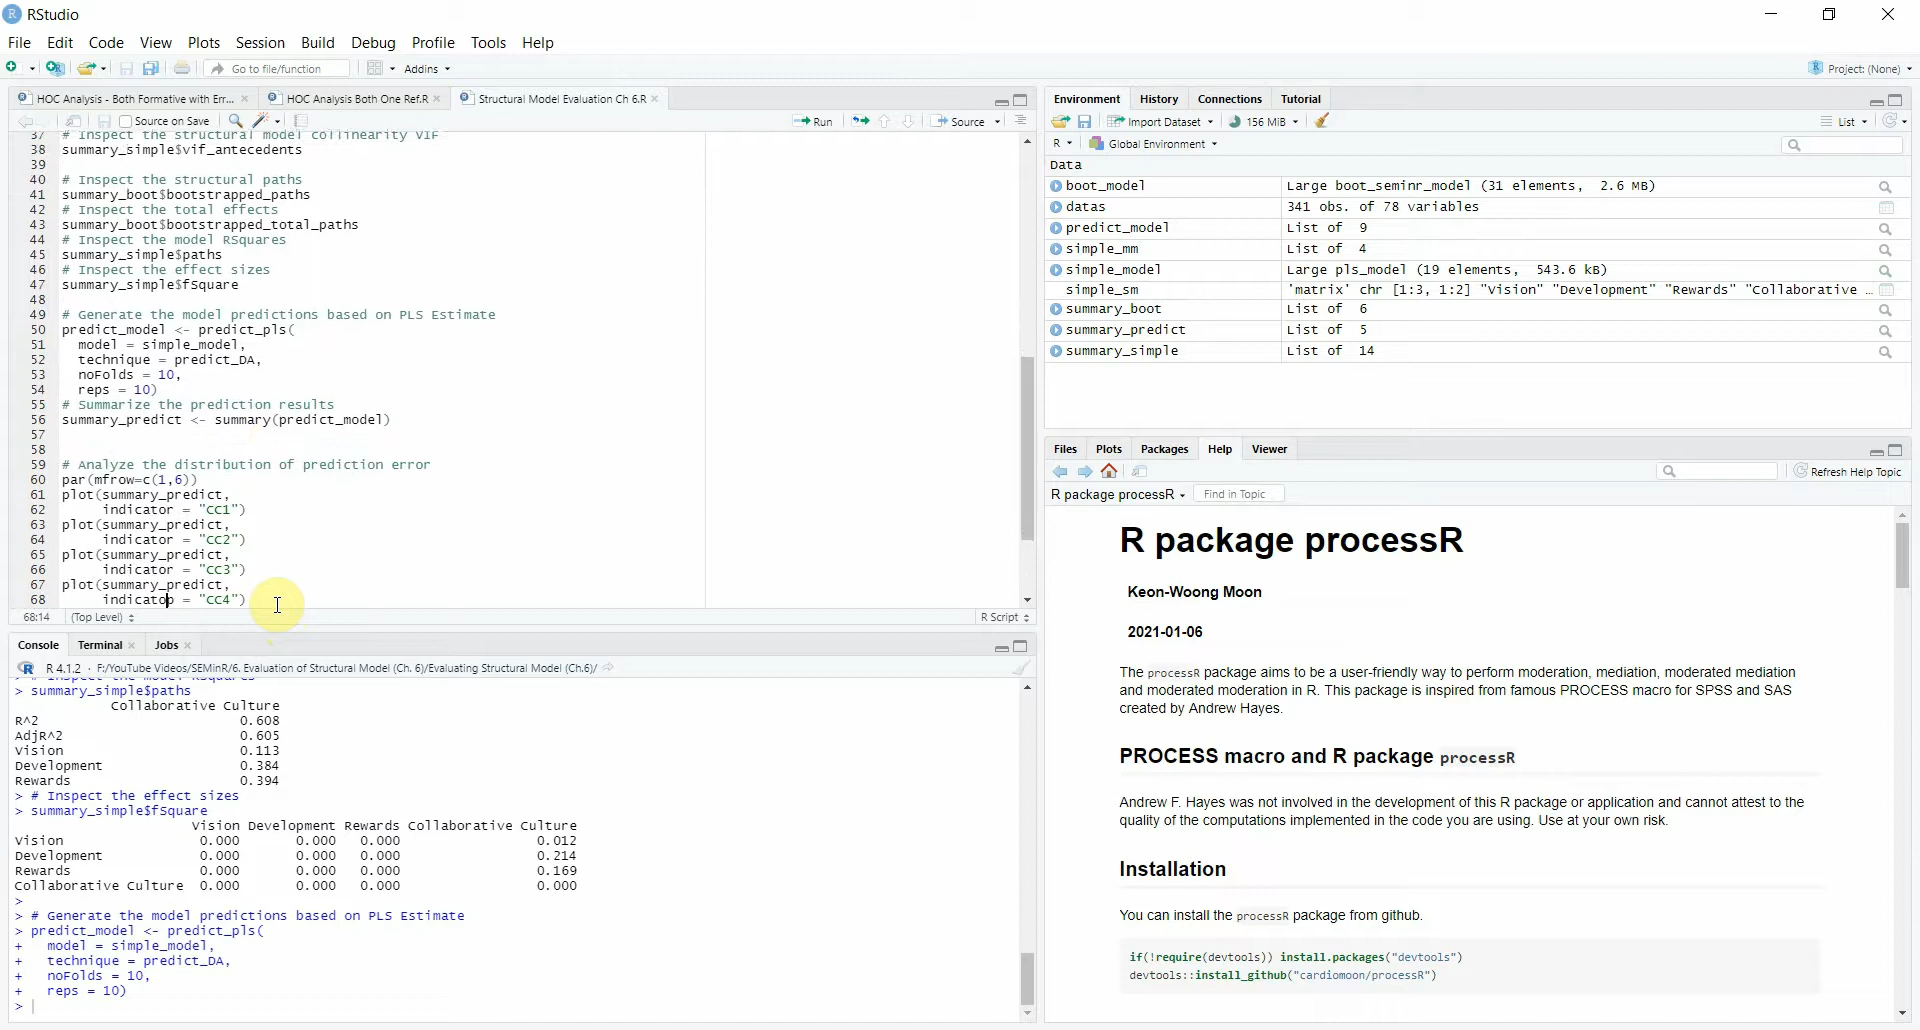 RStudio
File Edit Code View Plots Session Build Debug Profile Tools Help
Go to file/function Addins Project: (None)
HOC Analysis - Both Formative with Err... HOC Analysis Both One Ref.R Structural Model Evaluation Ch 6.R
Source on Save Run Source
37 # Inspect the structural model collinearity VIF
38 summary_simple$vif_antecedents
39
40 # Inspect the structural paths
41 summary_boot$bootstrapped_paths
42 # Inspect the total effects
43 summary_boot$bootstrapped_total_paths
44 # Inspect the model RSquares
45 summary_simple$paths
46 # Inspect the effect sizes
47 summary_simple$fSquare
48
49 # Generate the model predictions based on PLS Estimate
50 predict_model <- predict_pls(
51 model = simple_model,
52 technique = predict_DA,
53 noFolds = 10,
54 reps = 10)
55 # Summarize the prediction results
56 summary_predict <- summary(predict_model)
57
58
59 # Analyze the distribution of prediction error
60 par(mfrow=c(1,6))
61 plot(summary_predict,
62 indicator = "CC1")
63 plot(summary_predict,
64 indicator = "CC2")
65 plot(summary_predict,
66 indicator = "CC3")
67 plot(summary_predict,
68 indicator = "CC4")
68:14 (Top Level) R Script
Console Terminal Jobs
R 4.1.2 · F:/YouTube Videos/SEMinR/6. Evaluation of Structural Model (Ch. 6)/Evaluating Structural Model (Ch.6)/
> # Inspect the model RSquares
> summary_simple$paths
Collaborative Culture
R^2 0.608
AdjR^2 0.605
Vision 0.113
Development 0.384
Rewards 0.394
> # Inspect the effect sizes
> summary_simple$fSquare
Vision Development Rewards Collaborative Culture
Vision 0.000 0.000 0.000 0.012
Development 0.000 0.000 0.000 0.214
Rewards 0.000 0.000 0.000 0.169
Collaborative Culture 0.000 0.000 0.000 0.000
>
> # Generate the model predictions based on PLS Estimate
> predict_model <- predict_pls(
+ model = simple_model,
+ technique = predict_DA,
+ noFolds = 10,
+ reps = 10)
>
Environment History Connections Tutorial
Import Dataset 156 MiB List
R Global Environment
Data
boot_model Large boot_seminr_model (31 elements, 2.6 MB)
datas 341 obs. of 78 variables
predict_model List of 9
simple_mm List of 4
simple_model Large pls_model (19 elements, 543.6 kB)
simple_sm 'matrix' chr [1:3, 1:2] "Vision" "Development" "Rewards" "Collaborative ...
summary_boot List of 6
summary_predict List of 5
summary_simple List of 14
Files Plots Packages Help Viewer
Refresh Help Topic
R package processR Find in Topic
R package processR
Keon-Woong Moon
2021-01-06
The processR package aims to be a user-friendly way to perform moderation, mediation, moderated mediation
and moderated moderation in R. This package is inspired from famous PROCESS macro for SPSS and SAS
created by Andrew Hayes.
PROCESS macro and R package processR
Andrew F. Hayes was not involved in the development of this R package or application and cannot attest to the
quality of the computations implemented in the code you are using. Use at your own risk.
Installation
You can install the processR package from github.
if(!require(devtools)) install.packages("devtools")
devtools::install_github("cardiomoon/processR")